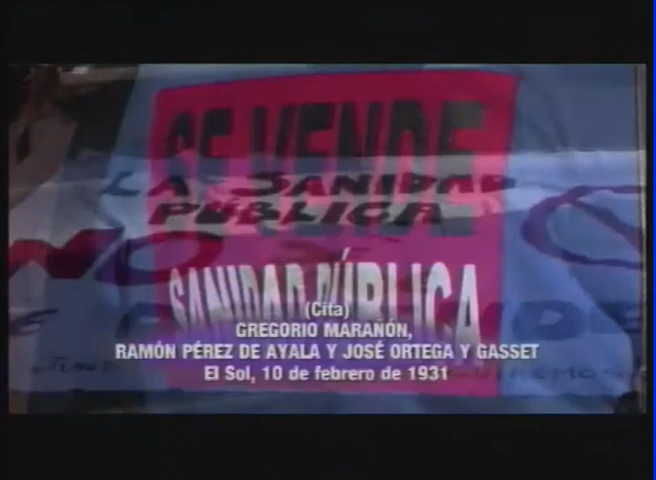 SE VENDE
LA SANIDAD
PÚBLICA
NO
SANIDAD PÚBLICA
(Cita)
GREGORIO MARAÑÓN,
RAMÓN PÉREZ DE AYALA Y JOSÉ ORTEGA Y GASSET
El Sol, 10 de febrero de 1931